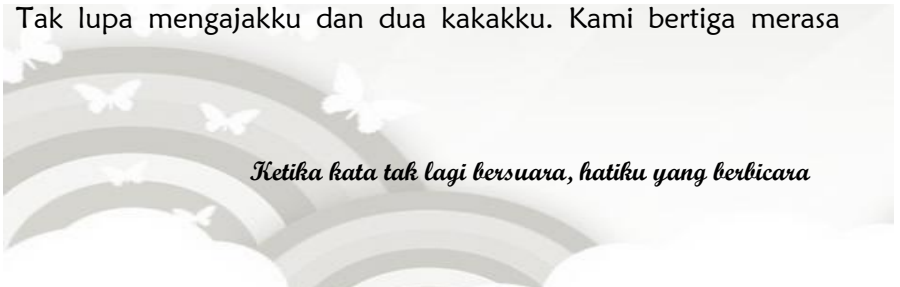 Tak lupa mengajakku dan dua kakakku. Kami bertiga merasa
Ketika kata tak lagi bersuara, hatiku yang berbicara